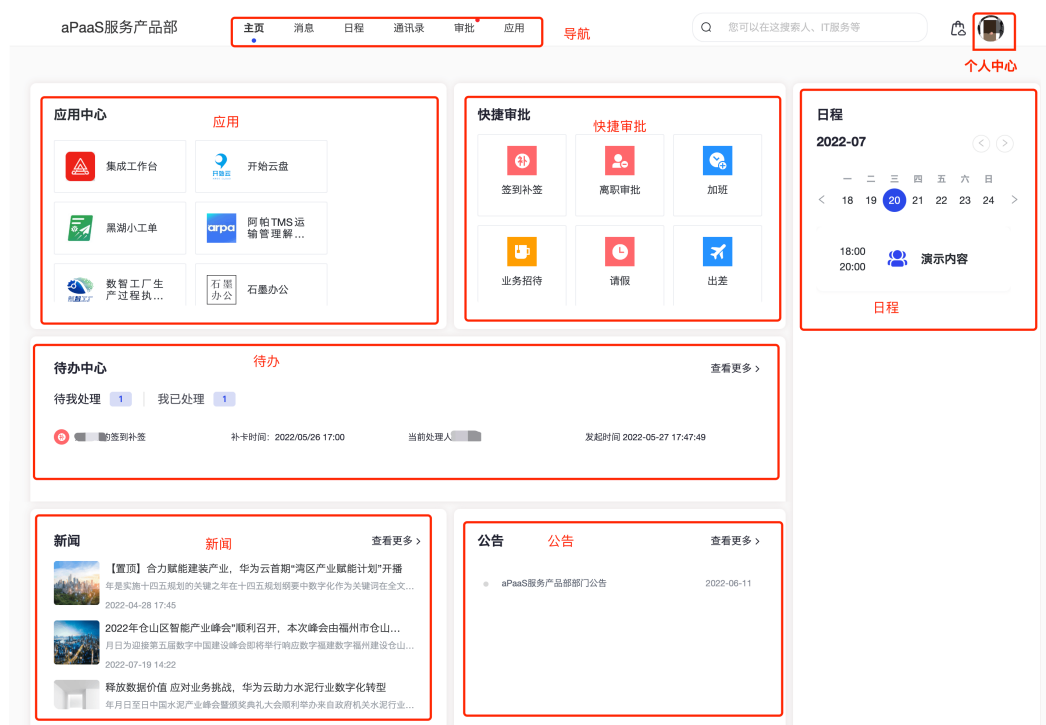 aPaaS服务产品部
主页 消息 日程 通讯录 审批 应用
导航
您可以在这搜索人、IT服务等
个人中心
应用中心
应用
集成工作台
开始云盘
黑湖小工单
arpa
阿帕TMS运
输管理解...
数智工厂生
产过程执...
石墨
办公
石墨办公
快捷审批
快捷审批
补
签到补签
离职审批
加班
业务招待
请假
出差
日程
2022-07
一 二 三 四 五 六 日
18 19 20 21 22 23 24
18:00
20:00
演示内容
日程
待办中心
待办
查看更多
待我处理 1 我已处理 1
的签到补签 补卡时间: 2022/05/26 17:00 当前处理人 发起时间 2022-05-27 17:47:49
新闻
新闻
查看更多
【置顶】合力赋能建装产业，华为云首期“湾区产业赋能计划”开播
年是实施十四五规划的关键之年在十四五规划纲要中数字化作为关键词在全文...
2022-04-28 17:45
2022年仓山区智能产业峰会"顺利召开，本次峰会由福州市仓山...
月日为迎接第五届数字中国建设峰会即将举行响应数字福建数字福州建设仓山...
2022-07-19 14:22
释放数据价值 应对业务挑战，华为云助力水泥行业数字化转型
年月日至日中国水泥产业峰会暨颁奖典礼大会顺利举办来自政府机关水泥行业...
公告
公告
查看更多
aPaaS服务产品部部门公告 2022-06-11